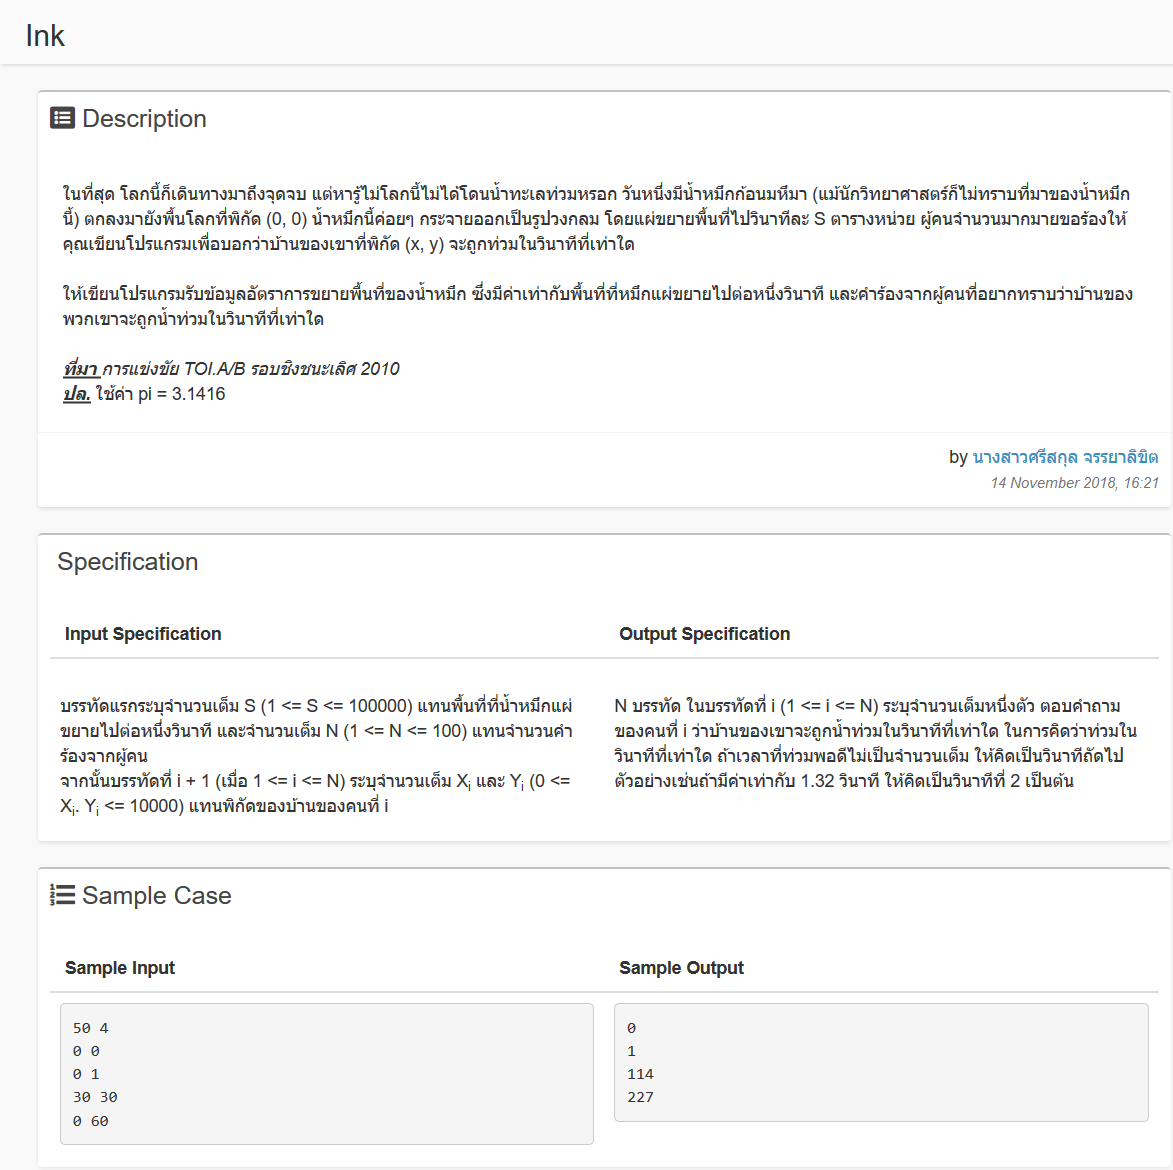 Ink
Description
ในที่สุด โลกนี้ก็เดินทางมาถึงจุดจบ แต่หารู้ไม่โลกนี้ไม่ได้โดนน้ำทะเลท่วมหรอก วันหนึ่งมีน้ำหมึกก้อนมหึมา (แม้นักวิทยาศาสตร์ก็ไม่ทราบที่มาของน้ำหมึก
นี้) ตกลงมายังพื้นโลกที่พิกัด (0, 0) น้ำหมึกนี้ค่อยๆ กระจายออกเป็นรูปวงกลม โดยแผ่ขยายพื้นที่ไปวินาทีละ S ตารางหน่วย ผู้คนจำนวนมากมายขอร้องให้
คุณเขียนโปรแกรมเพื่อบอกว่าบ้านของเขาที่พิกัด (x, y) จะถูกท่วมในวินาทีที่เท่าใด
ให้เขียนโปรแกรมรับข้อมูลอัตราการขยายพื้นที่ของน้ำหมึก ซึ่งมีค่าเท่ากับพื้นที่ที่หมึกแผ่ขยายไปต่อหนึ่งวินาที และคำร้องจากผู้คนที่อยากทราบว่าบ้านของ
พวกเขาจะถูกน้ำท่วมในวินาทีที่เท่าใด
ที่มา การแข่งขัย TOI.A/B รอบชิงชนะเลิศ 2010
ปล. ใช้ค่า pi = 3.1416
by นางสาวศรีสกุล จรรยาลิขิต
14 November 2018, 16:21
Specification
Input Specification
Output Specification
บรรทัดแรกระบุจำนวนเต็ม S (1 <= S <= 100000) แทนพื้นที่ที่น้ำหมึกแผ่
ขยายไปต่อหนึ่งวินาที และจำนวนเต็ม N (1 <= N <= 100) แทนจำนวนคำ
ร้องจากผู้คน
จากนั้นบรรทัดที่ i + 1 (เมื่อ 1 <= i <= N) ระบุจำนวนเต็ม Xi และ Yi (0 <=
Xi. Yi <= 10000) แทนพิกัดของบ้านของคนที่ i
N บรรทัด ในบรรทัดที่ i (1 <= i <= N) ระบุจำนวนเต็มหนึ่งตัว ตอบคำถาม
ของคนที่ i ว่าบ้านของเขาจะถูกน้ำท่วมในวินาทีที่เท่าใด ในการคิดว่าท่วมใน
วินาทีที่เท่าใด ถ้าเวลาที่ท่วมพอดีไม่เป็นจำนวนเต็ม ให้คิดเป็นวินาทีถัดไป
ตัวอย่างเช่นถ้ามีค่าเท่ากับ 1.32 วินาที ให้คิดเป็นวินาทีที่ 2 เป็นต้น
Sample Case
Sample Input
Sample Output
50 4
0 0
0 1
30 30
0 60
0
1
114
227